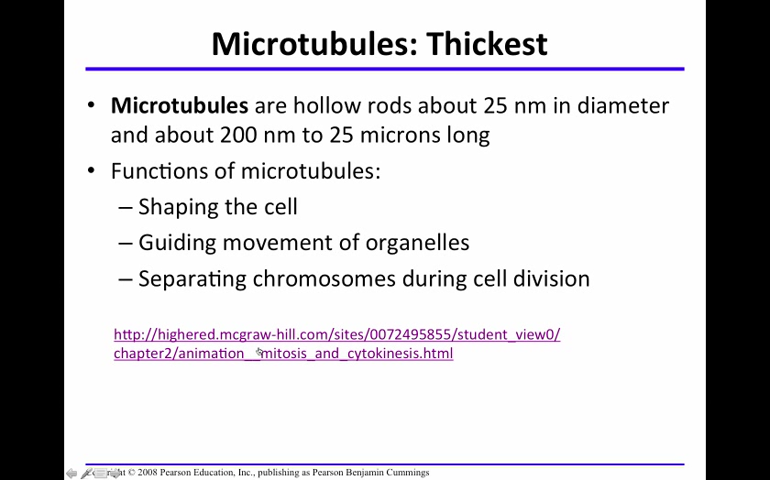 Microtubules: Thickest
• Microtubules are hollow rods about 25 nm in diameter
and about 200 nm to 25 microns long
• Functions of microtubules:
– Shaping the cell
– Guiding movement of organelles
– Separating chromosomes during cell division
http://highered.mcgraw-hill.com/sites/0072495855/student_view0/
chapter2/animation__mitosis_and_cytokinesis.html
Copyright © 2008 Pearson Education, Inc., publishing as Pearson Benjamin Cummings